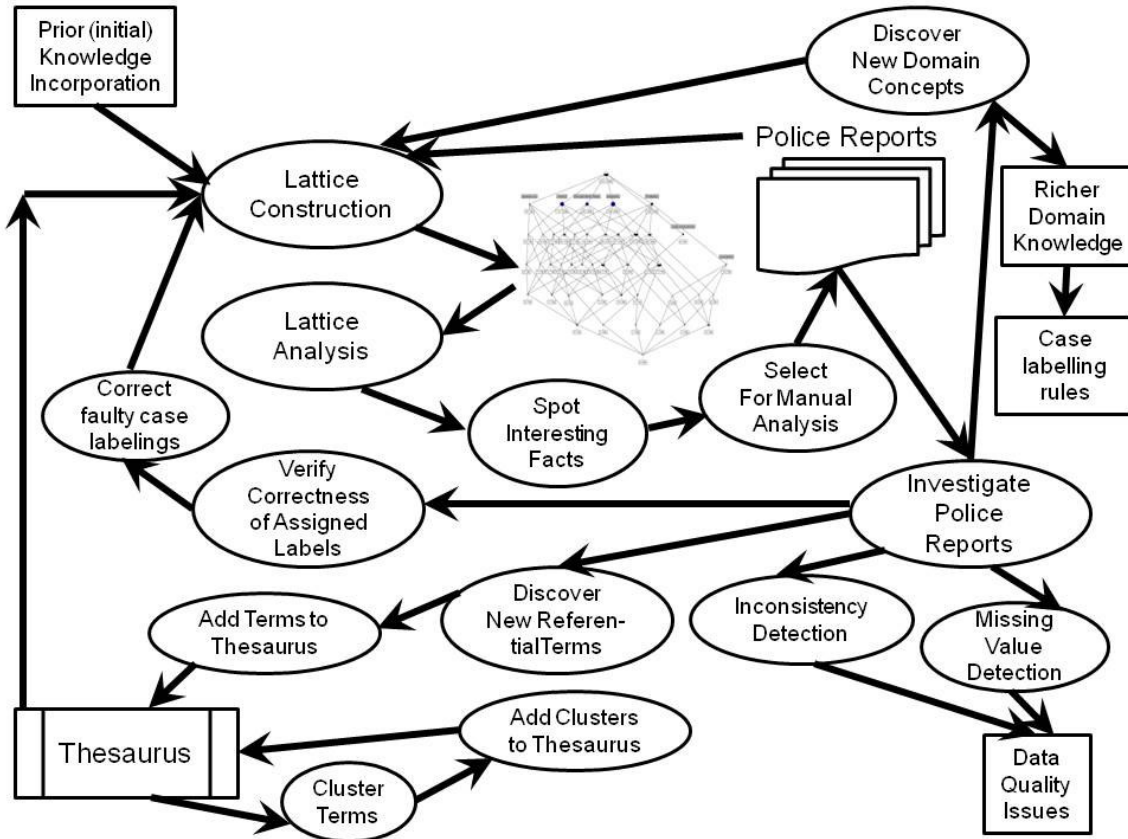 Prior (initial)
Knowledge
Incorporation
Discover
New Domain
Concepts
Police Reports
Lattice
Construction
Richer
Domain
Knowledge
Lattice
Analysis
Case
labelling
rules
Select
For Manual
Analysis
Correct
faulty case
labelings
Spot
Interesting
Facts
Verify
Correctness
of Assigned
Labels
Investigate
Police
Reports
Add Terms to
Thesaurus
Discover
New Referen-
tialTerms
Inconsistency
Detection
Missing
Value
Detection
Thesaurus
Add Clusters
to Thesaurus
Cluster
Terms
Data
Quality
Issues